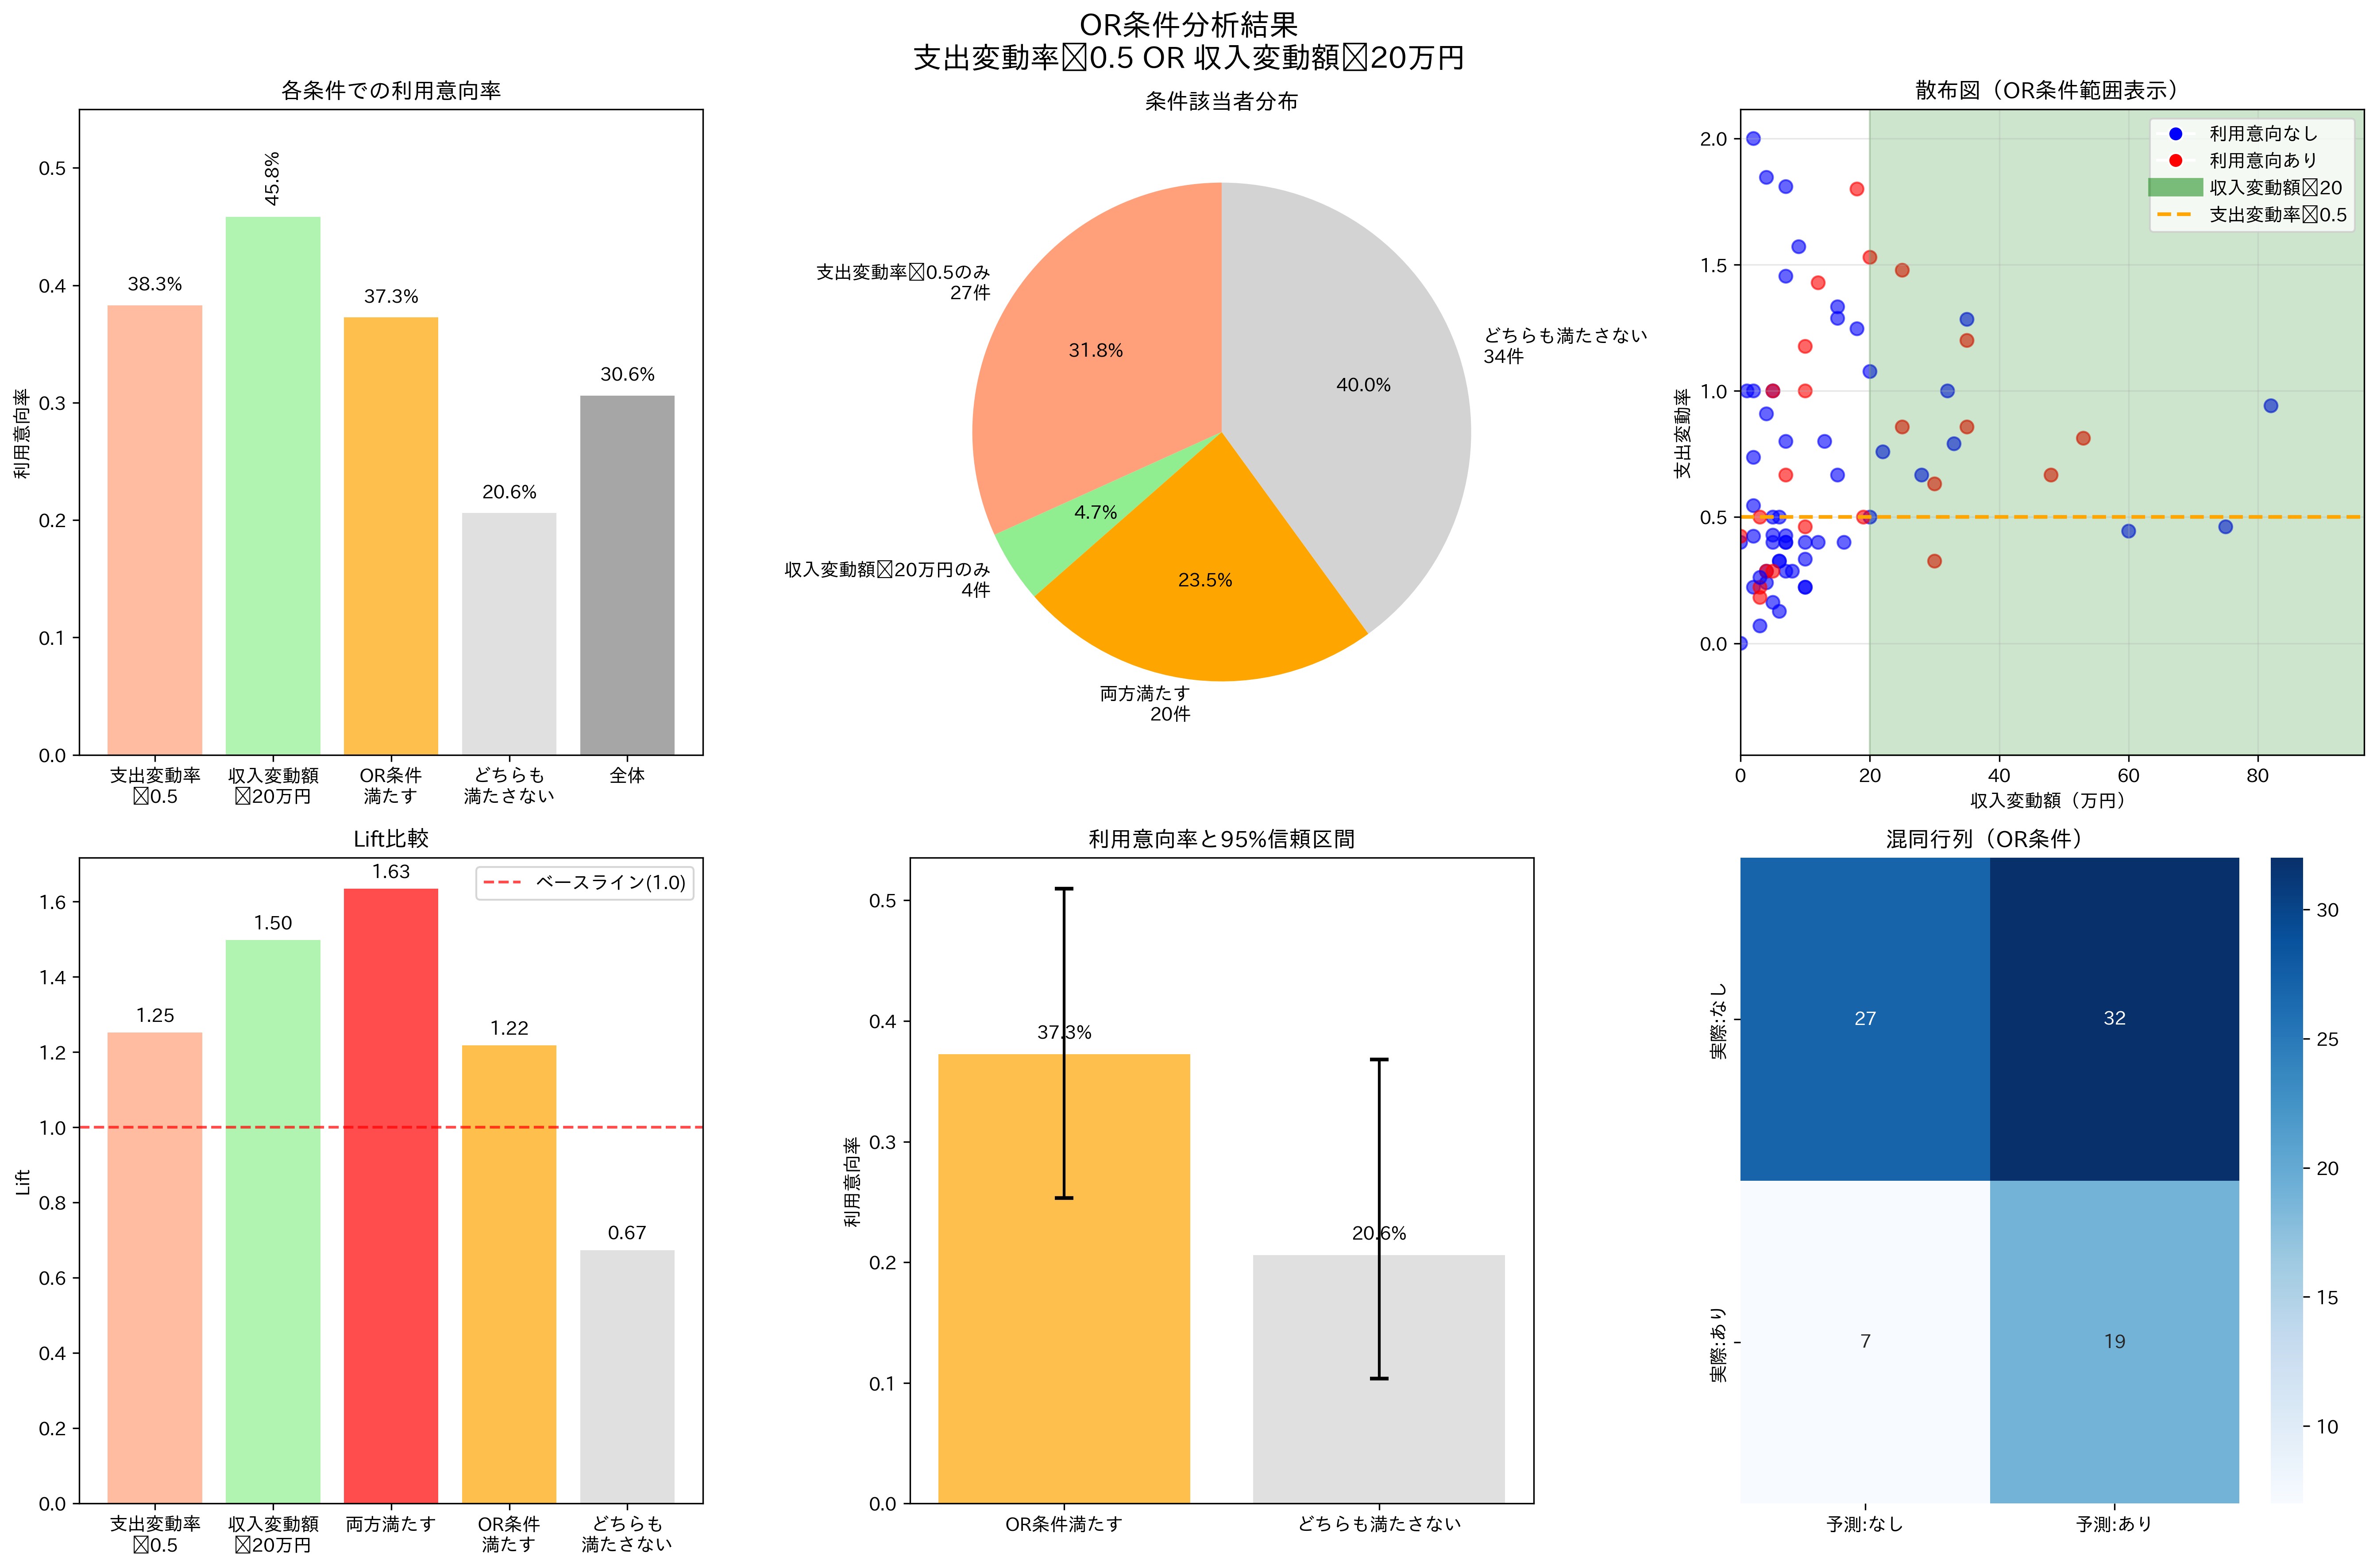 OR条件分析結果
支出変動率☒0.5 OR 収入変動額☒20万円
各条件での利用意向率
利用意向率
0.5
0.4
0.3
0.2
0.1
0.0
38.3%
45.8%
37.3%
20.6%
30.6%
支出変動率
☒0.5
収入変動額
☒20万円
OR条件
満たす
どちらも
満たさない
全体
条件該当者分布
支出変動率☒0.5のみ
27件
31.8%
収入変動額☒20万円のみ
4件
4.7%
両方満たす
20件
23.5%
どちらも満たさない
34件
40.0%
散布図（OR条件範囲表示）
支出変動率
2.0
1.5
1.0
0.5
0.0
利用意向なし
利用意向あり
収入変動額☒20
支出変動率☒0.5
0
20
40
60
80
収入変動額（万円）
Lift比較
Lift
1.6
1.4
1.2
1.0
0.8
0.6
0.4
0.2
0.0
ベースライン(1.0)
1.25
1.50
1.63
1.22
0.67
支出変動率
☒0.5
収入変動額
☒20万円
両方満たす
OR条件
満たす
どちらも
満たさない
利用意向率と95%信頼区間
利用意向率
0.5
0.4
0.3
0.2
0.1
0.0
37.3%
20.6%
OR条件満たす
どちらも満たさない
混同行列（OR条件）
実際:なし
27
32
実際:あり
7
19
予測:なし
予測:あり
30
25
20
15
10